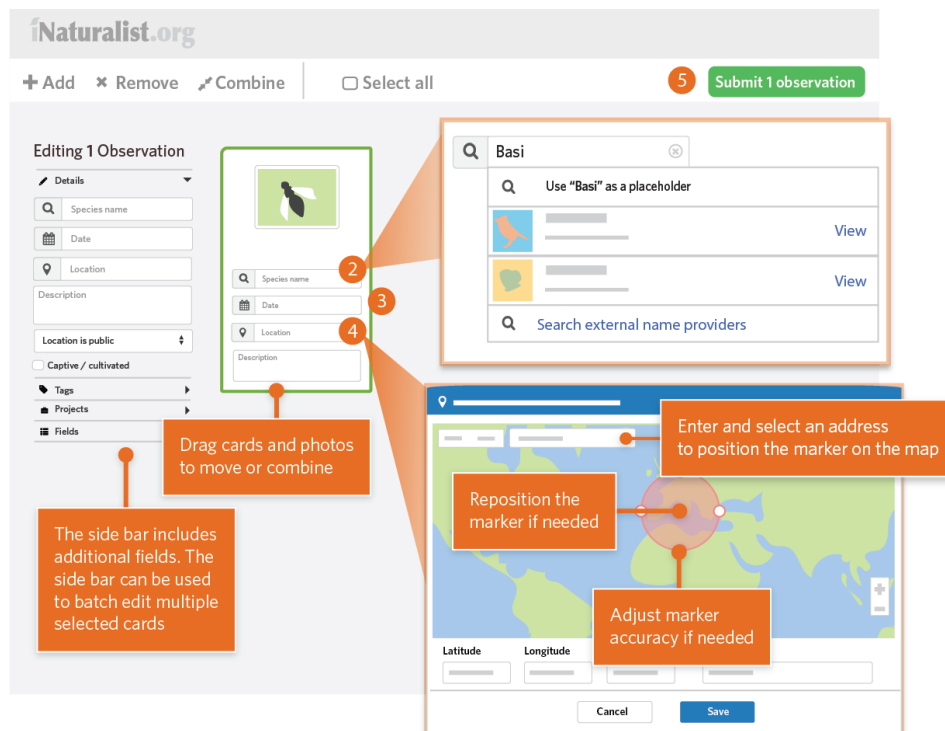 iNaturalist.org
Add
Remove
Combine
Select all
5
Submit 1 observation
Editing 1 Observation
Details
Species name
Date
Location
Description
Location is public
Captive / cultivated
Tags
Projects
Fields
Species name
2
Date
3
Location
4
Description
Drag cards and photos
to move or combine
The side bar includes
additional fields. The
side bar can be used
to batch edit multiple
selected cards
Basi
Use “Basi” as a placeholder
View
View
Search external name providers
Enter and select an address
to position the marker on the map
Reposition the
marker if needed
Adjust marker
accuracy if needed
Latitude
Longitude
Cancel
Save